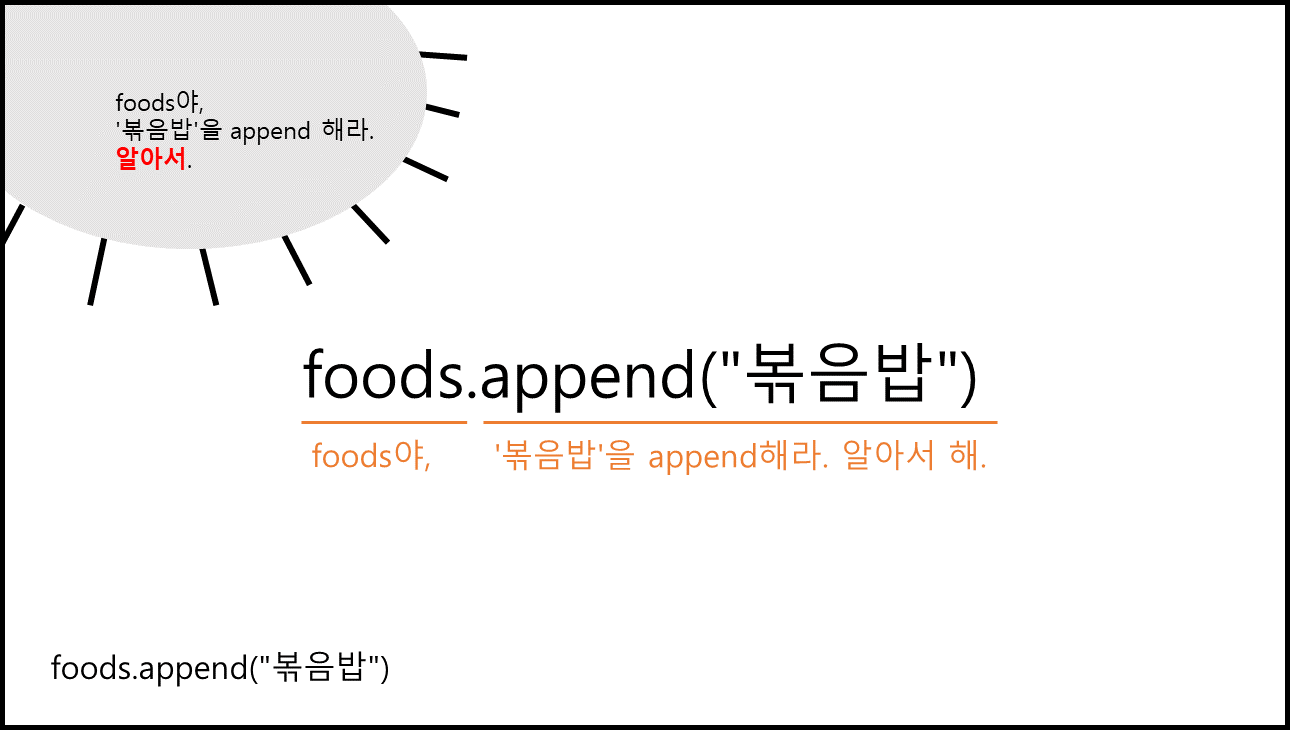 foods야,
'볶음밥'을 append 해라.
알아서.
foods.append("볶음밥")
foods야, '볶음밥'을 append해라. 알아서 해.
foods.append("볶음밥")